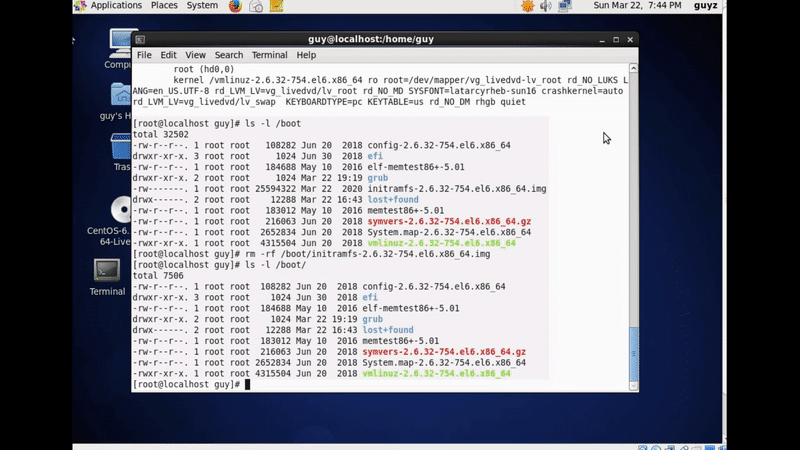 Applications Places System
Sun Mar 22, 7:44 PM guyz
guy@localhost:/home/guy
File Edit View Search Terminal Help
root (hd0,0)
kernel /vmlinuz-2.6.32-754.el6.x86_64 ro root=/dev/mapper/vg_livedvd-lv_root rd_NO_LUKS L
ANG=en_US.UTF-8 rd_LVM_LV=vg_livedvd/lv_root rd_NO_MD SYSFONT=latarcyrheb-sun16 crashkernel=auto
rd_LVM_LV=vg_livedvd/lv_swap KEYBOARDTYPE=pc KEYTABLE=us rd_NO_DM rhgb quiet
[root@localhost guy]# ls -l /boot
total 32502
-rw-r--r--. 1 root root 108282 Jun 20 2018 config-2.6.32-754.el6.x86_64
drwxr-xr-x. 3 root root 1024 Jun 30 2018 efi
-rw-r--r--. 1 root root 184688 May 10 2016 elf-memtest86+-5.01
drwxr-xr-x. 2 root root 1024 Mar 22 19:19 grub
-rw-------. 1 root root 25594322 Mar 22 2020 initramfs-2.6.32-754.el6.x86_64.img
drwx------. 2 root root 12288 Mar 22 16:43 lost+found
-rw-r--r--. 1 root root 183012 May 10 2016 memtest86+-5.01
-rw-r--r--. 1 root root 216063 Jun 20 2018 symvers-2.6.32-754.el6.x86_64.gz
-rw-r--r--. 1 root root 2652834 Jun 20 2018 System.map-2.6.32-754.el6.x86_64
-rwxr-xr-x. 1 root root 4315504 Jun 20 2018 vmlinuz-2.6.32-754.el6.x86_64
[root@localhost guy]# rm -rf /boot/initramfs-2.6.32-754.el6.x86_64.img
[root@localhost guy]# ls -l /boot/
total 7506
-rw-r--r--. 1 root root 108282 Jun 20 2018 config-2.6.32-754.el6.x86_64
drwxr-xr-x. 3 root root 1024 Jun 30 2018 efi
-rw-r--r--. 1 root root 184688 May 10 2016 elf-memtest86+-5.01
drwxr-xr-x. 2 root root 1024 Mar 22 19:19 grub
drwx------. 2 root root 12288 Mar 22 16:43 lost+found
-rw-r--r--. 1 root root 183012 May 10 2016 memtest86+-5.01
-rw-r--r--. 1 root root 216063 Jun 20 2018 symvers-2.6.32-754.el6.x86_64.gz
-rw-r--r--. 1 root root 2652834 Jun 20 2018 System.map-2.6.32-754.el6.x86_64
-rwxr-xr-x. 1 root root 4315504 Jun 20 2018 vmlinuz-2.6.32-754.el6.x86_64
[root@localhost guy]#
Compu
guy's H
Tras
CentOS-6.
64-Live
Terminal